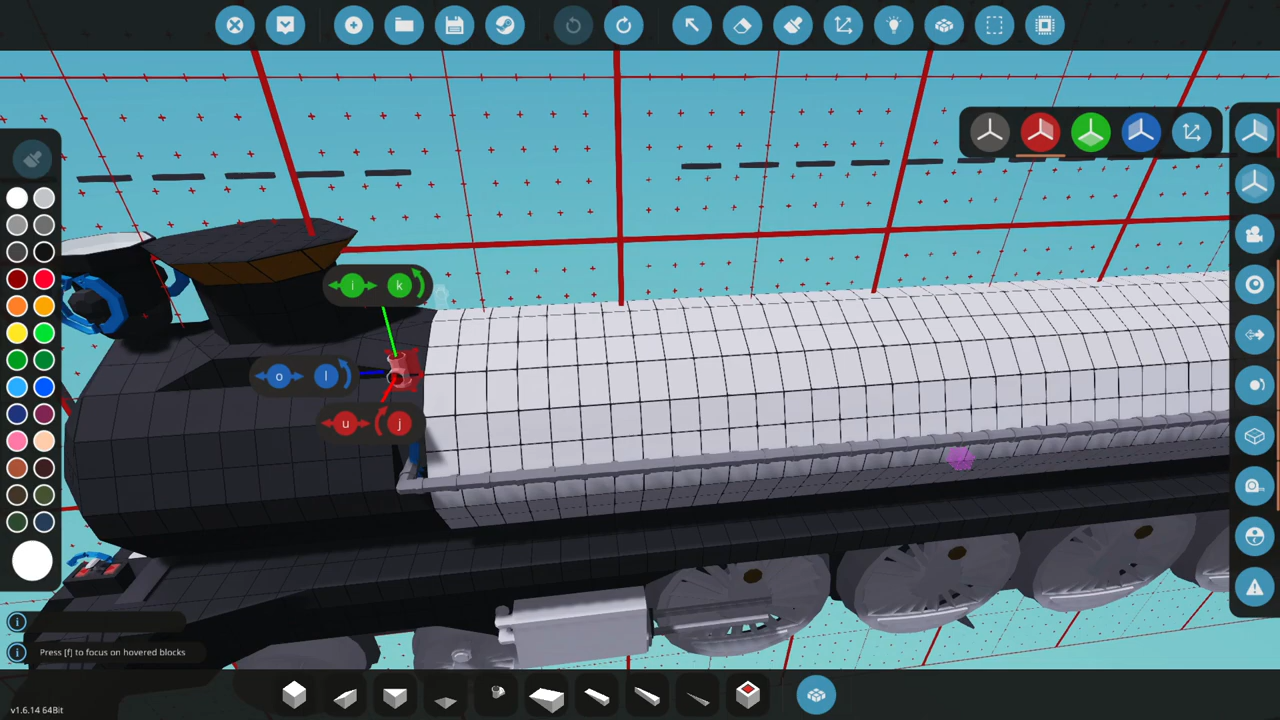 i k
o l
u j
Press [f] to focus on hovered blocks
v1.6.14 64Bit